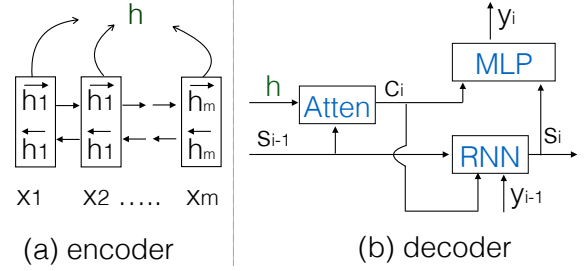 h
h1 h1 hm
h1 h1 hm
x1 x2 ..... xm
(a) encoder
yi
MLP
h
Atten
ci
si-1
RNN
si
yi-1
(b) decoder